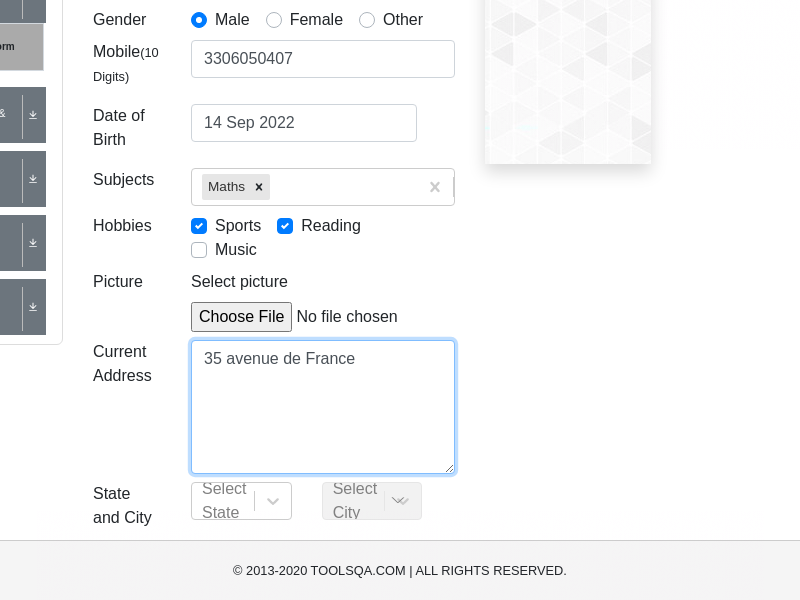 Gender Male Female Other
orm
Mobile(10 Digits) 3306050407
&
Date of Birth 14 Sep 2022
Subjects Maths ×
Hobbies Sports Reading
Music
Picture Select picture
Choose File No file chosen
Current Address 35 avenue de France
State and City Select State Select City
© 2013-2020 TOOLSQA.COM | ALL RIGHTS RESERVED.